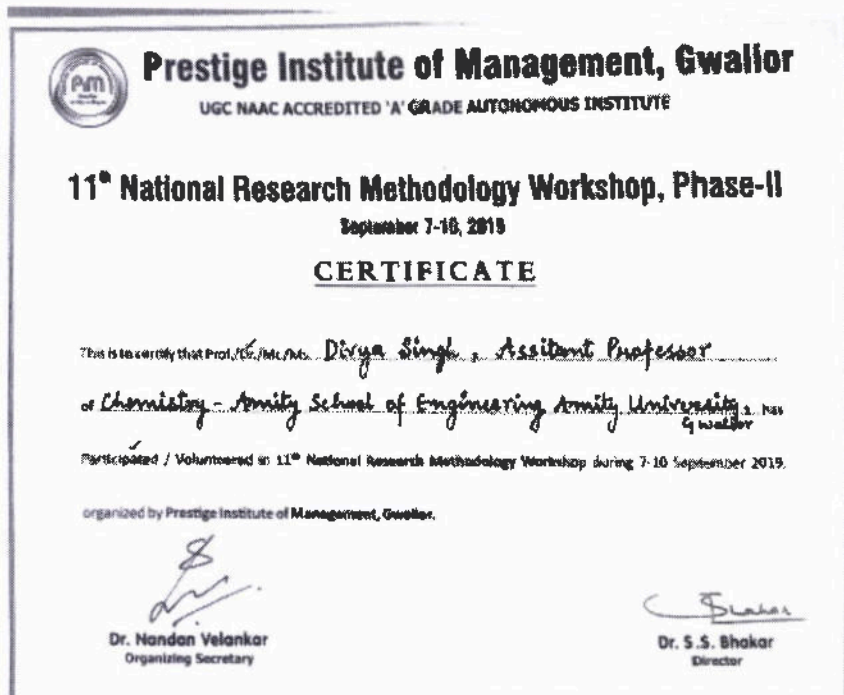 PIM
Prestige Institute of Management, Gwalior
UGC NAAC ACCREDITED 'A' GRADE AUTONOMOUS INSTITUTE
11th National Research Methodology Workshop, Phase-II
September 7-10, 2019
CERTIFICATE
This is to certify that Prof./Dr./Mr./Ms. Divya Singh, Assitant Professor
of Chemistry - Amity School of Engineering Amity University, has
Gwalior
Participated / Volunteered in 11th National Research Methodology Workshop during 7-10 September 2019.
organized by Prestige Institute of Management, Gwalior.
Dr. Nandan Velankar
Organizing Secretary
Dr. S.S. Bhakar
Director